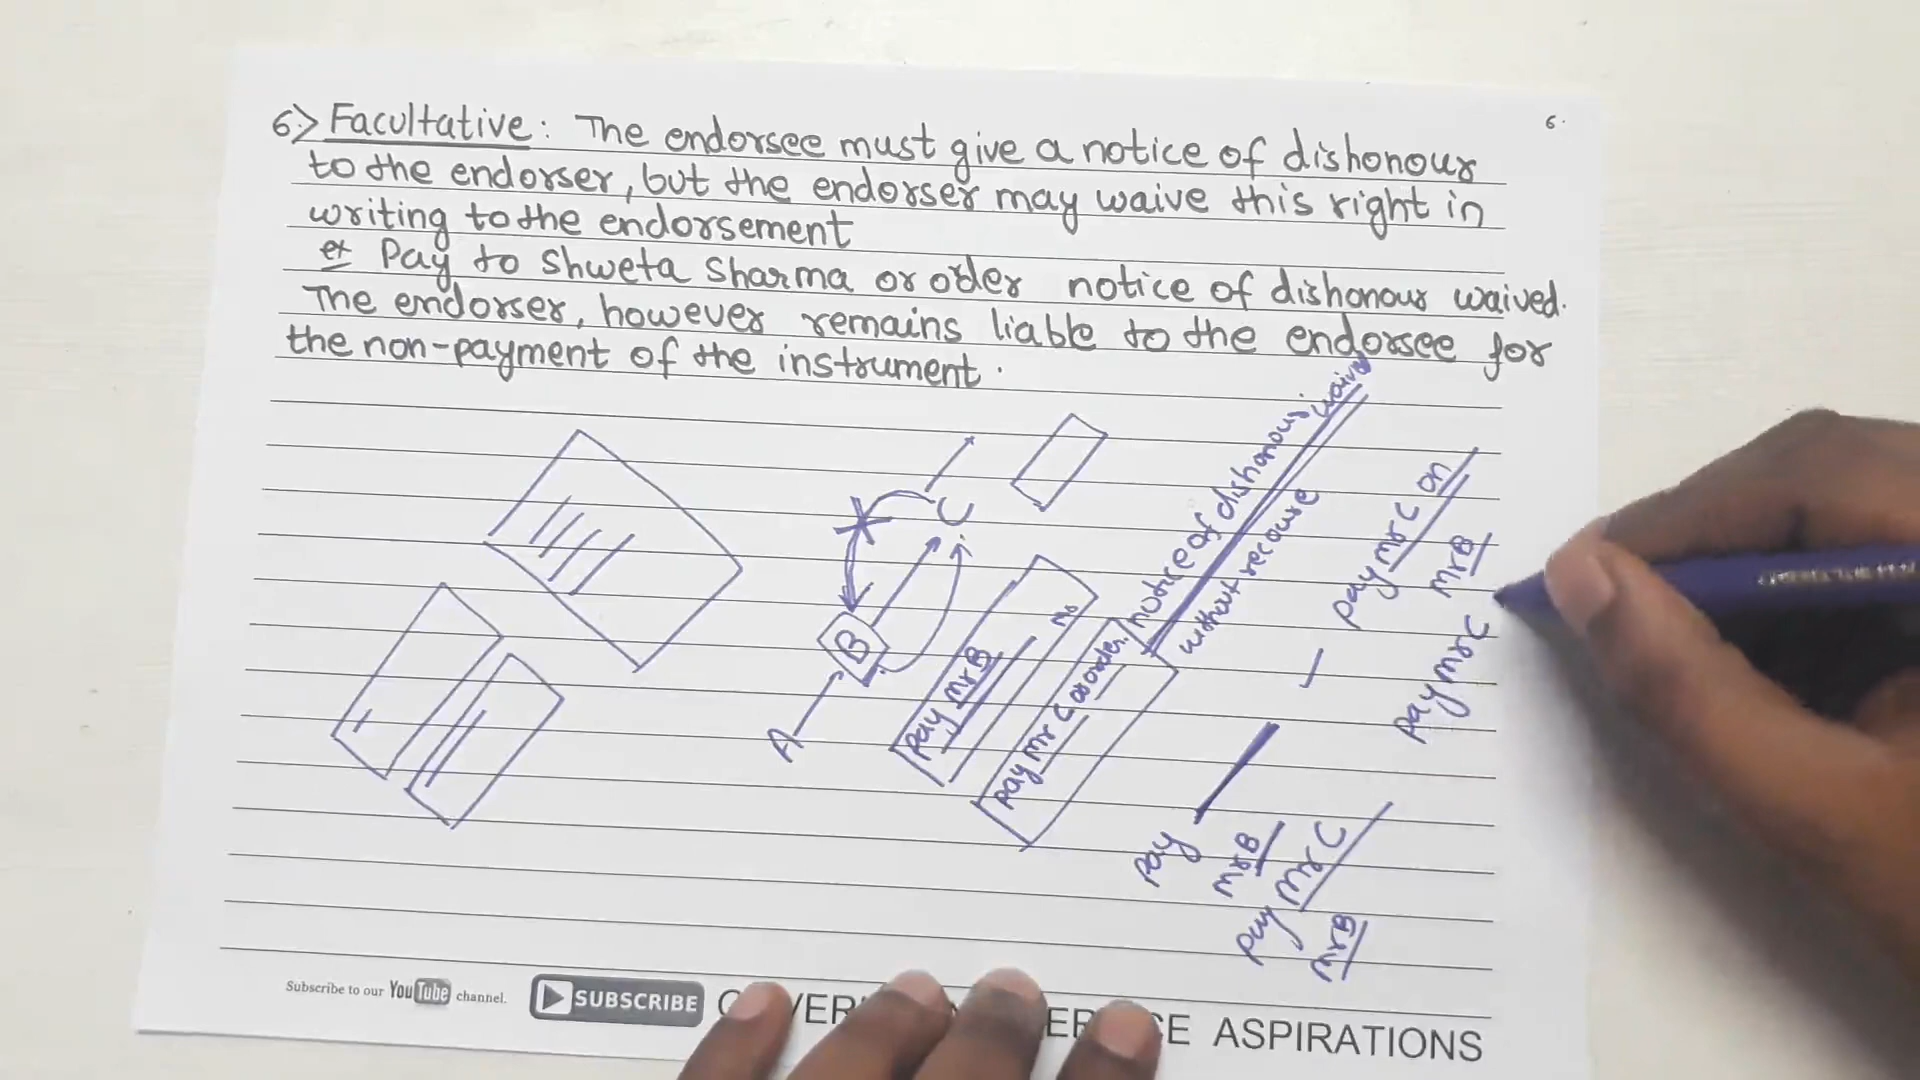 6.
6> Facultative: The endorsee must give a notice of dishonour
to the endorser, but the endorser may waive this right in
writing to the endorsement
ex Pay to Shweta Sharma or order notice of dishonour waived.
The endorser, however remains liable to the endorsee for
the non-payment of the instrument.
C
B
A
Pay Mr B
Pay Mr C or order.
notice of dishonour waived
without recourse
Pay Mr C on
Mr B
Pay Mr C
Pay
Mr B
Pay Mr C
Mr B
Subscribe to our YouTube channel.
SUBSCRIBE
ASPIRATIONS